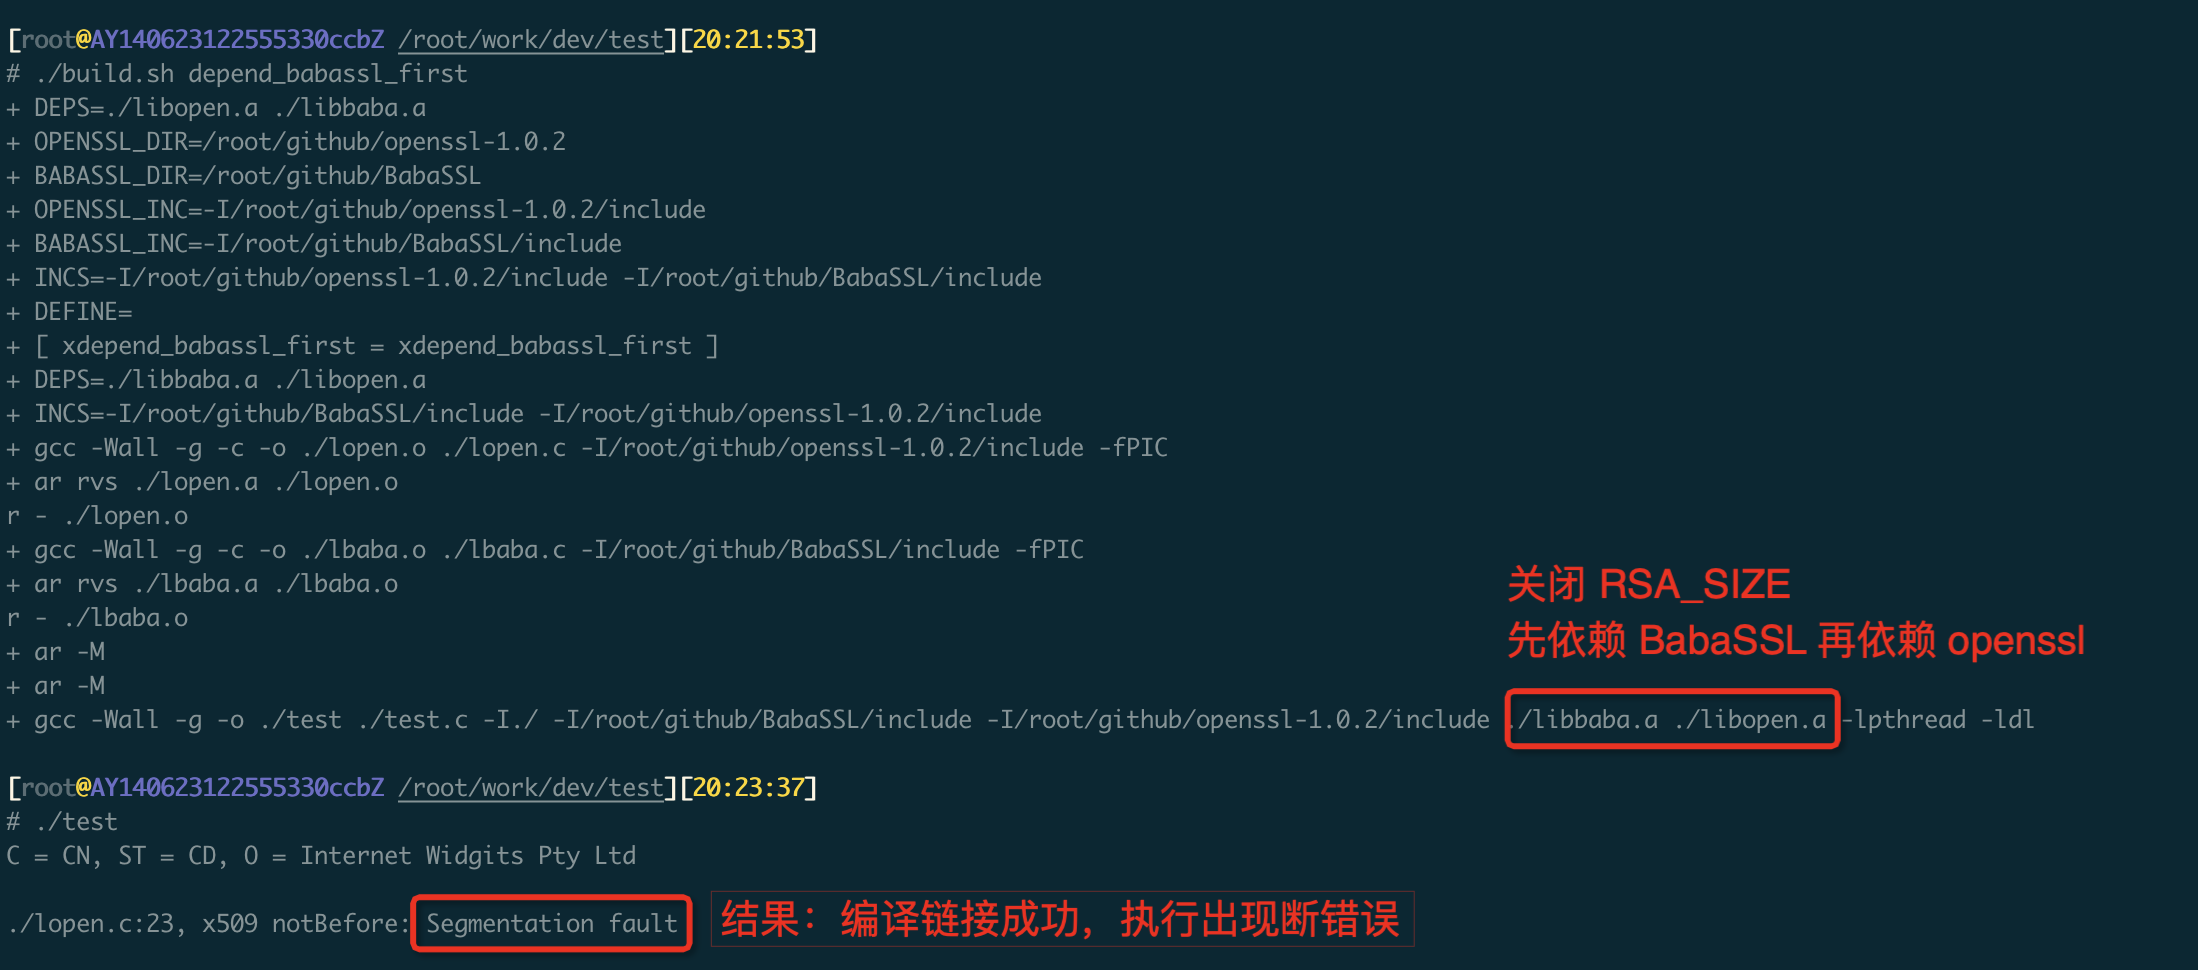 [root@AY140623122555330ccbZ /root/work/dev/test][20:21:53]
# ./build.sh depend_babassl_first
+ DEPS=./libopen.a ./libbaba.a
+ OPENSSL_DIR=/root/github/openssl-1.0.2
+ BABASSL_DIR=/root/github/BabaSSL
+ OPENSSL_INC=-I/root/github/openssl-1.0.2/include
+ BABASSL_INC=-I/root/github/BabaSSL/include
+ INCS=-I/root/github/openssl-1.0.2/include -I/root/github/BabaSSL/include
+ DEFINE=
+ [ xdepend_babassl_first = xdepend_babassl_first ]
+ DEPS=./libbaba.a ./libopen.a
+ INCS=-I/root/github/BabaSSL/include -I/root/github/openssl-1.0.2/include
+ gcc -Wall -g -c -o ./lopen.o ./lopen.c -I/root/github/openssl-1.0.2/include -fPIC
+ ar rvs ./lopen.a ./lopen.o
r - ./lopen.o
+ gcc -Wall -g -c -o ./lbaba.o ./lbaba.c -I/root/github/BabaSSL/include -fPIC
+ ar rvs ./lbaba.a ./lbaba.o
关闭 RSA_SIZE
r - ./lbaba.o
先依赖 BabaSSL 再依赖 openssl
+ ar -M
+ ar -M
+ gcc -Wall -g -o ./test ./test.c -I./ -I/root/github/BabaSSL/include -I/root/github/openssl-1.0.2/include ./libbaba.a ./libopen.a -lpthread -ldl
[root@AY140623122555330ccbZ /root/work/dev/test][20:23:37]
# ./test
C = CN, ST = CD, O = Internet Widgits Pty Ltd
./lopen.c:23, x509 notBefore: Segmentation fault 结果：编译链接成功，执行出现断错误